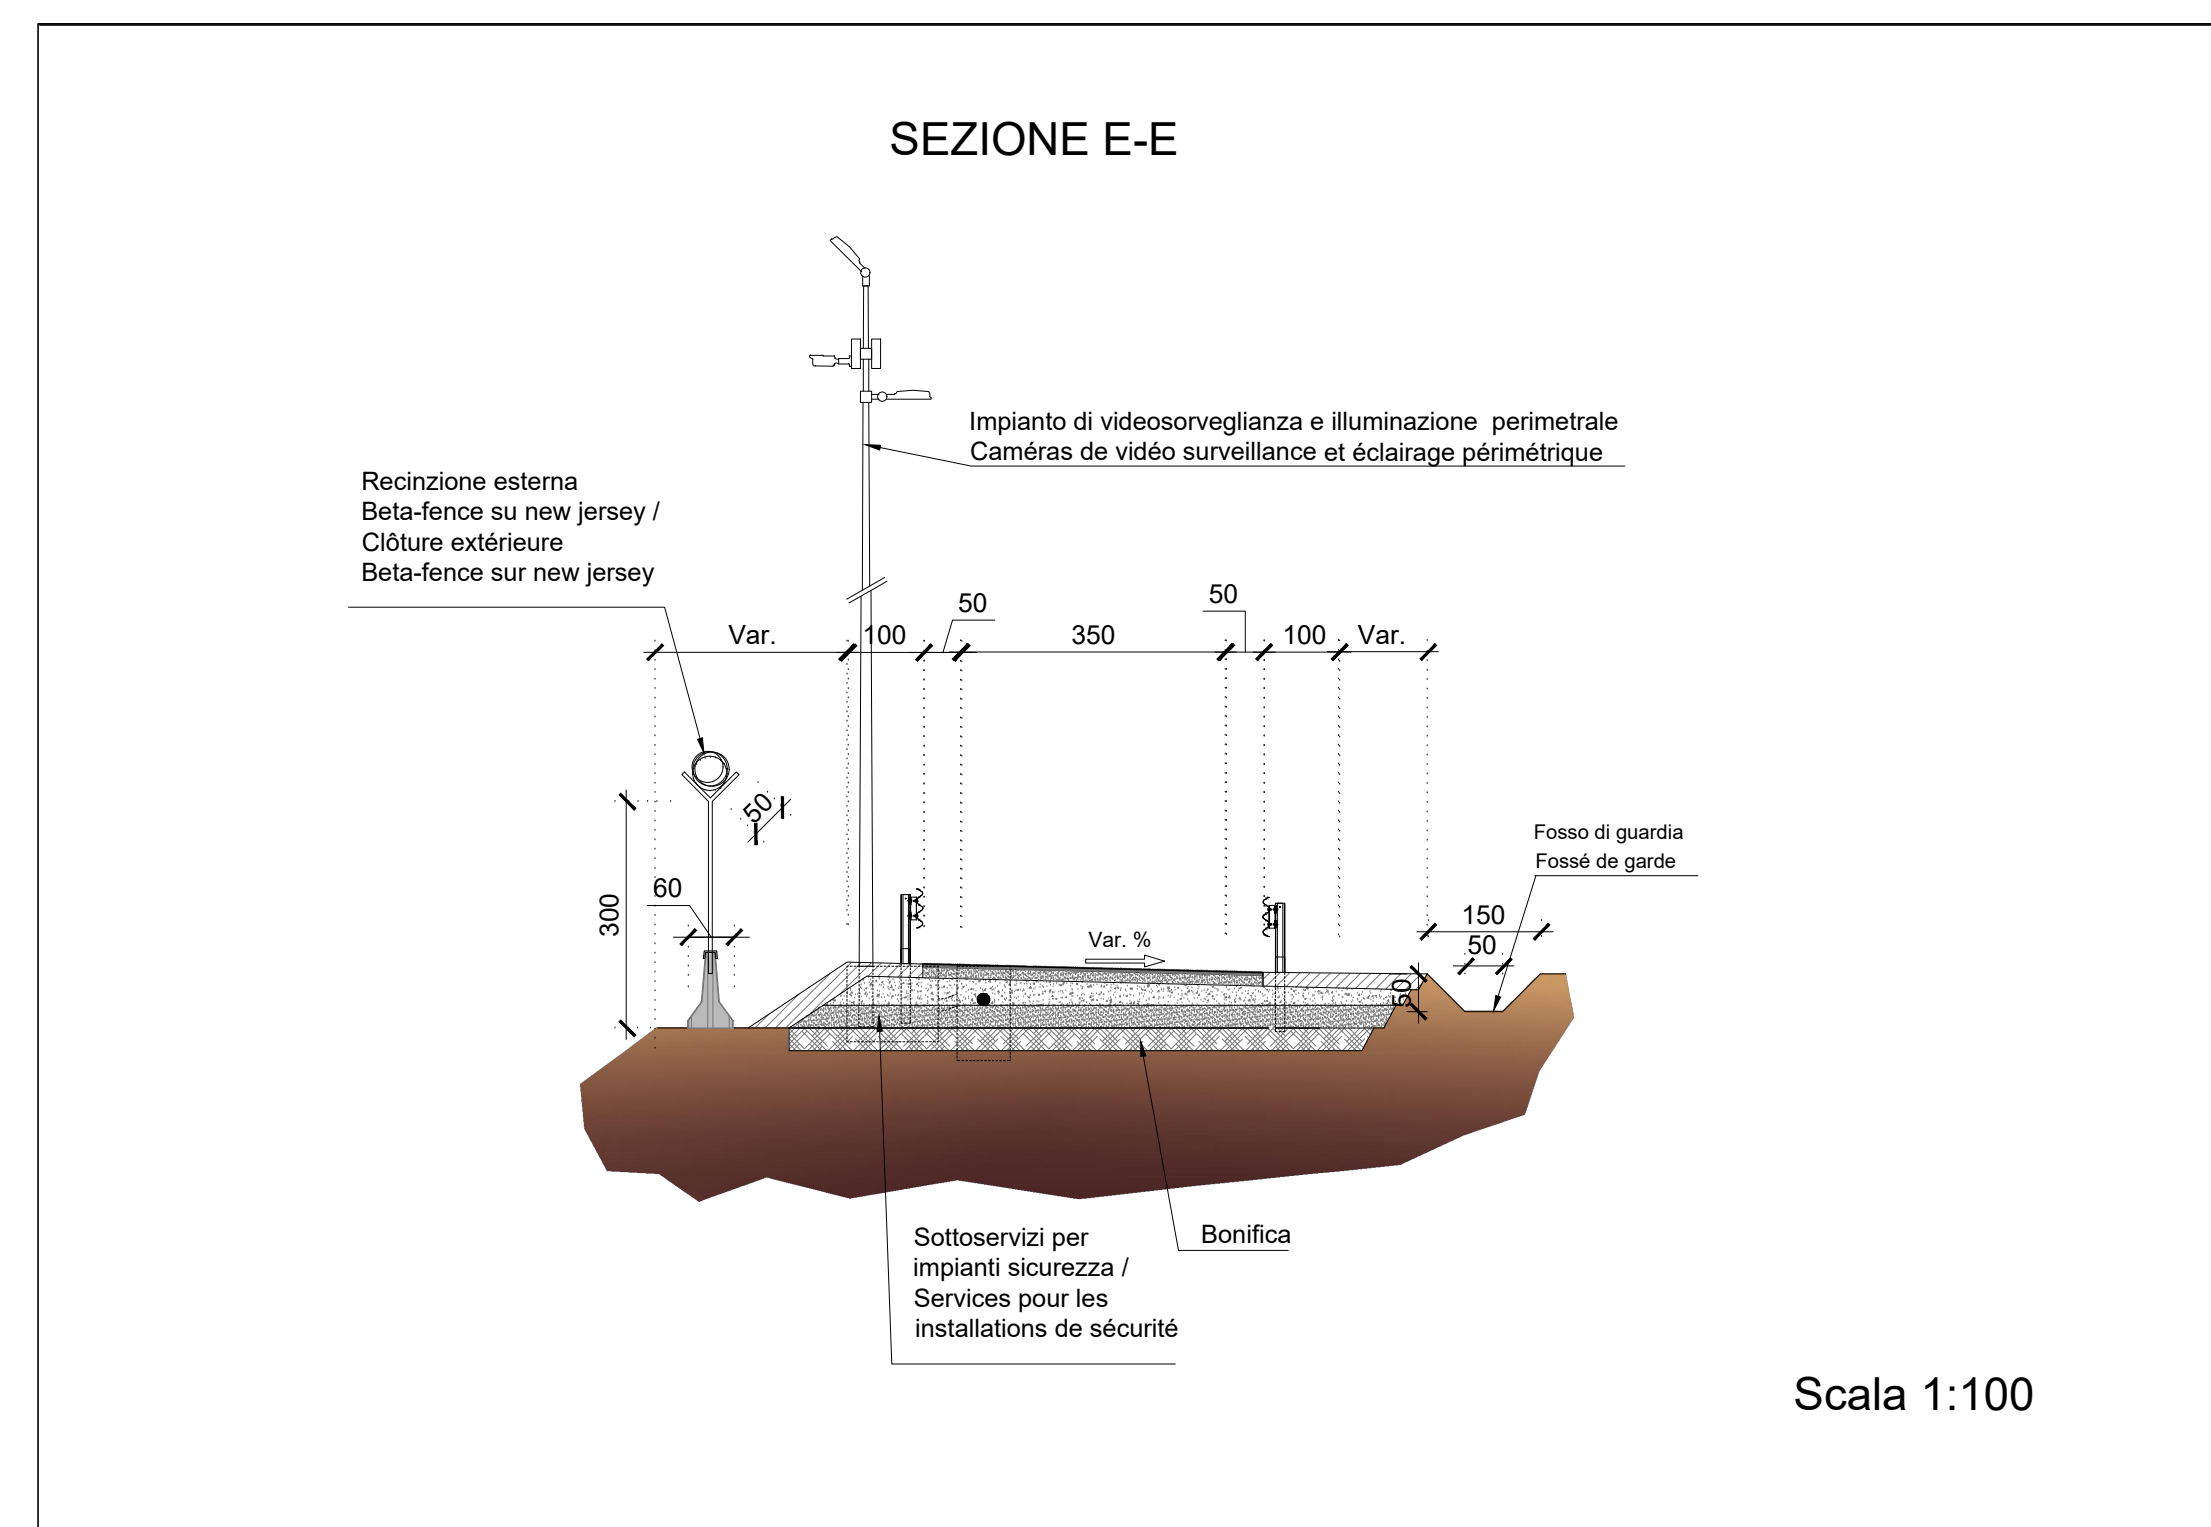 SEZIONE E-E
Impianto di videosorveglianza e illuminazione  perimetrale
Caméras de vidéo surveillance et éclairage périmétrique
Recinzione esterna
Beta-fence su new jersey /
Clôture extérieure
Beta-fence sur new jersey
50
50
Var.
100
350
100
Var.
50
Fosso di guardia
Fossé de garde
60
300
150
Var. %
50
50
Sottoservizi per
impianti sicurezza /
Services pour les
installations de sécurité
Bonifica
Scala 1:100